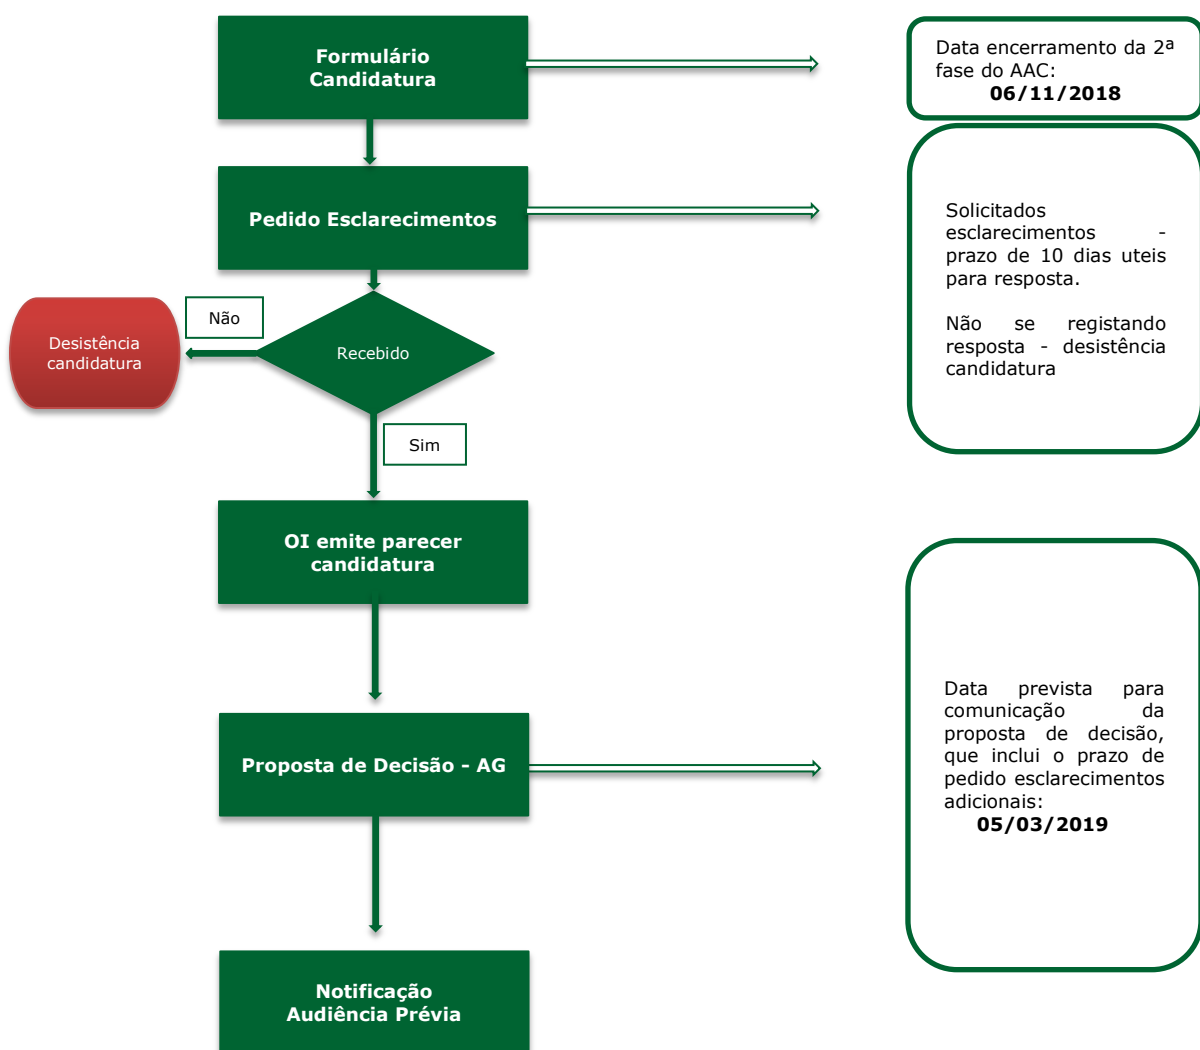 Formulário
Candidatura
Data encerramento da 2ª
fase do AAC:
06/11/2018
Pedido Esclarecimentos
Solicitados
esclarecimentos -
prazo de 10 dias uteis
para resposta.
Não se registando
resposta - desistência
candidatura
Não
Desistência
candidatura
Recebido
Sim
OI emite parecer
candidatura
Proposta de Decisão - AG
Data prevista para
comunicação da
proposta de decisão,
que inclui o prazo de
pedido esclarecimentos
adicionais:
05/03/2019
Notificação
Audiência Prévia